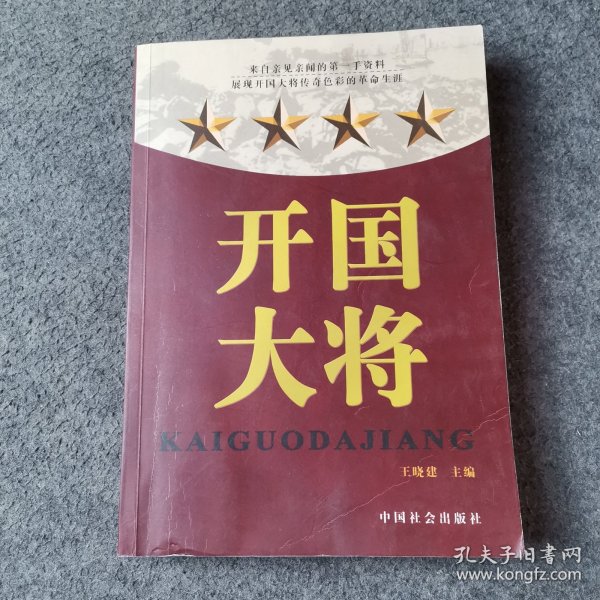 来自亲见亲闻的第一手资料
展现开国大将传奇色彩的革命生涯
开国
大将
KAIGUODAJIANG
王晓建 主编
中国社会出版社
孔夫子旧书网
www.kongfz.com